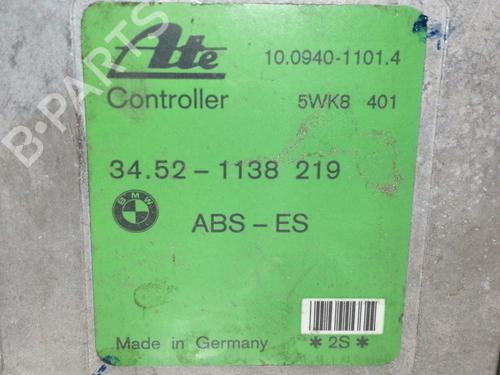 Ate 10.0940-1101.4
Controller 5WK8 401
34.52-1138 219
BMW
ABS-ES
Made in Germany *2S*
B-PARTS